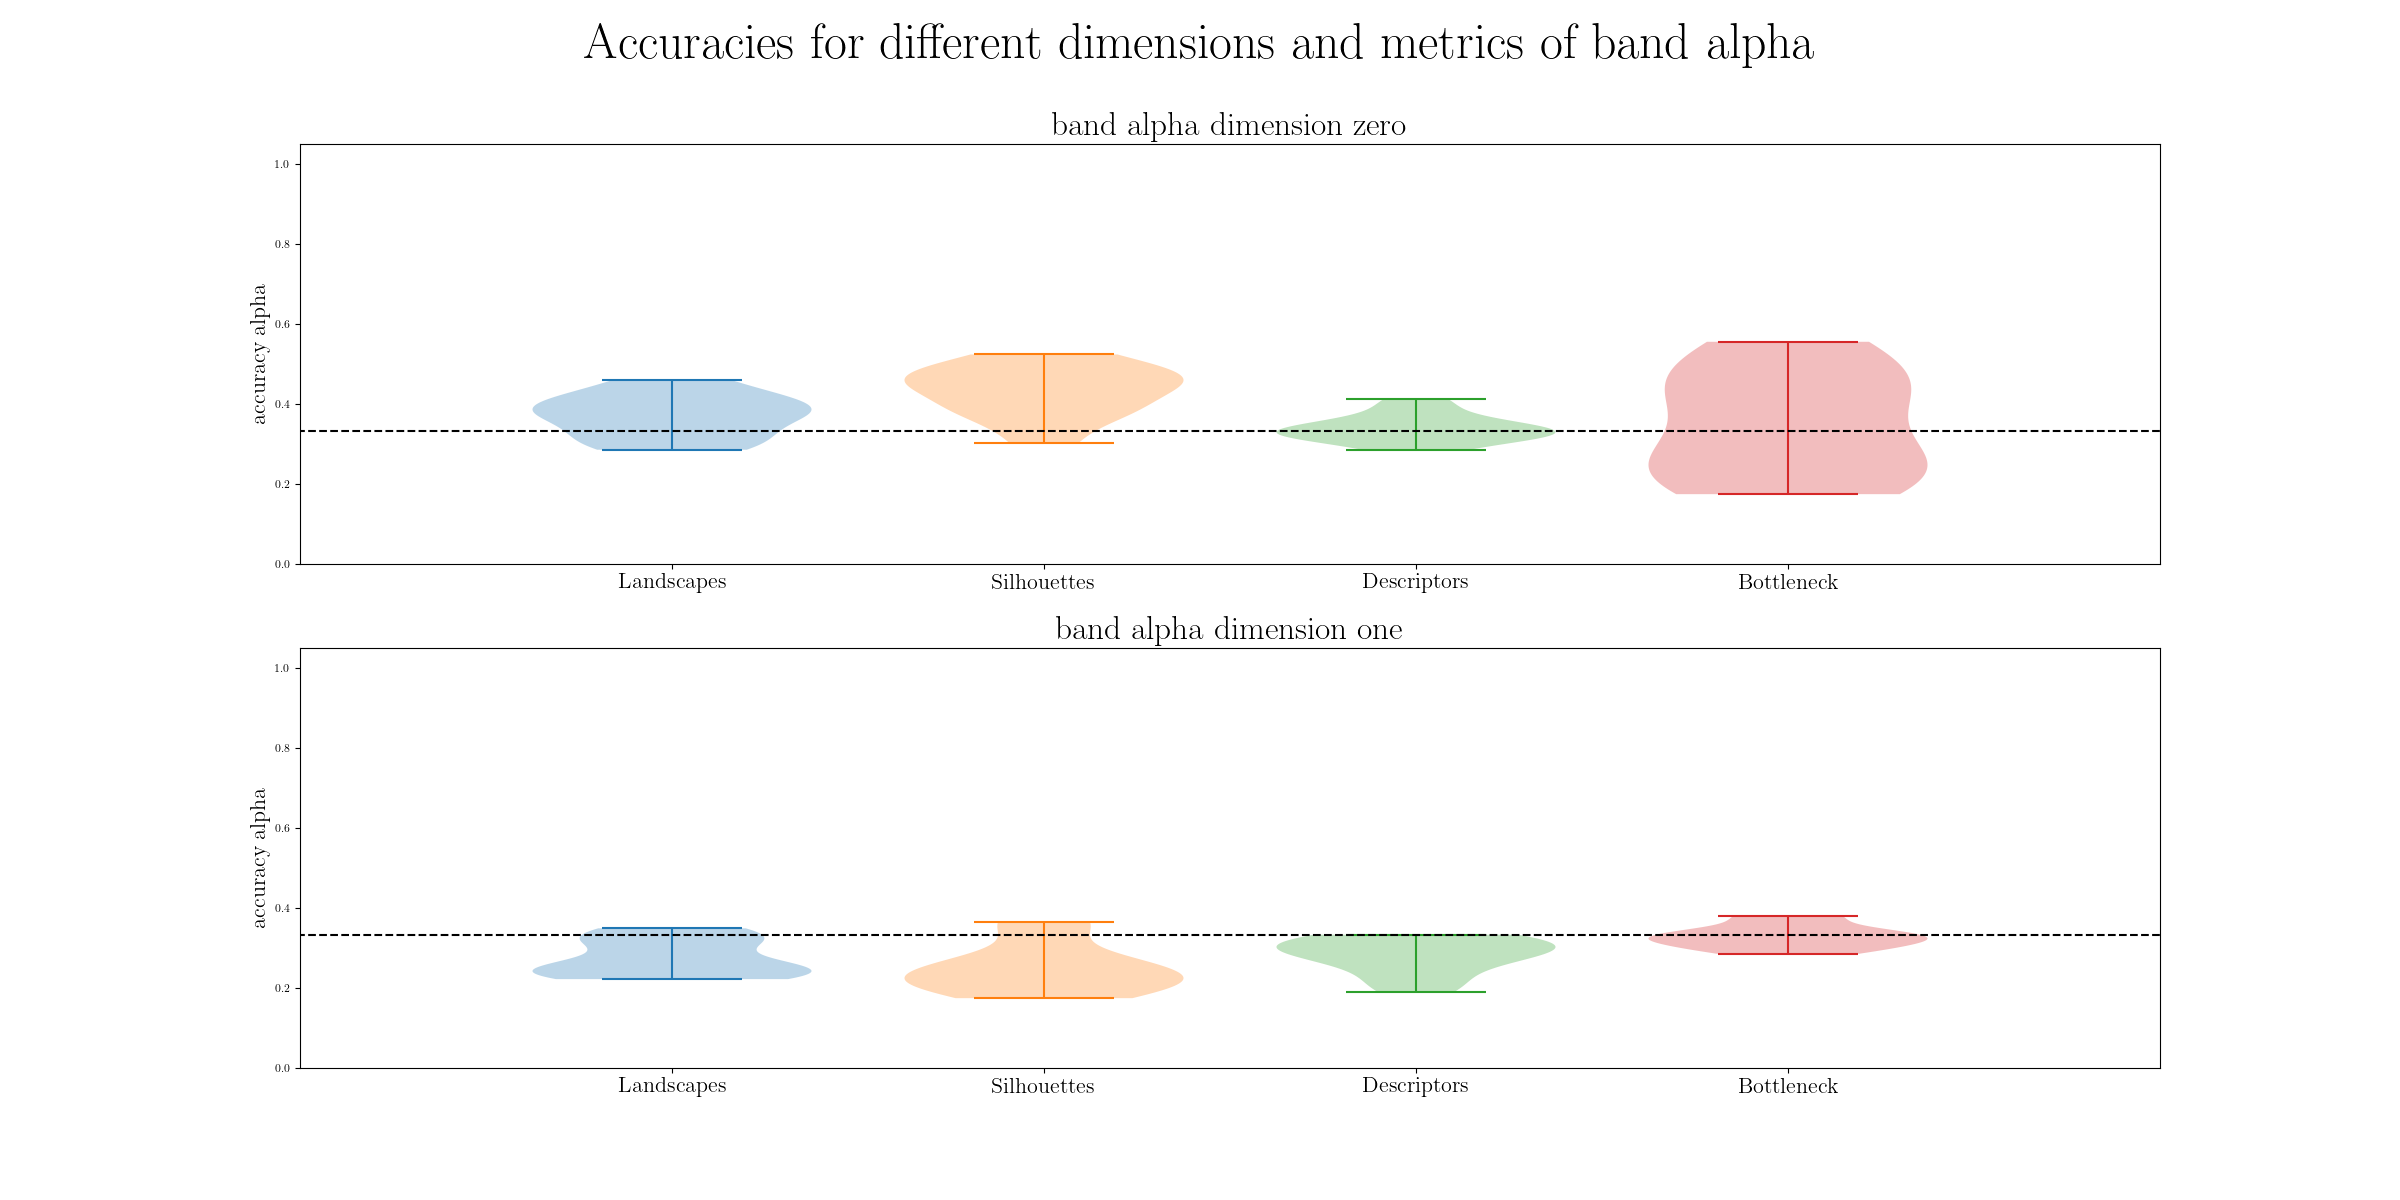 Accuracies for different dimensions and metrics of band alpha
band alpha dimension zero
accuracy alpha
1.0
0.8
0.6
0.4
0.2
0.0
Landscapes Silhouettes Descriptors Bottleneck
band alpha dimension one
accuracy alpha
1.0
0.8
0.6
0.4
0.2
0.0
Landscapes Silhouettes Descriptors Bottleneck